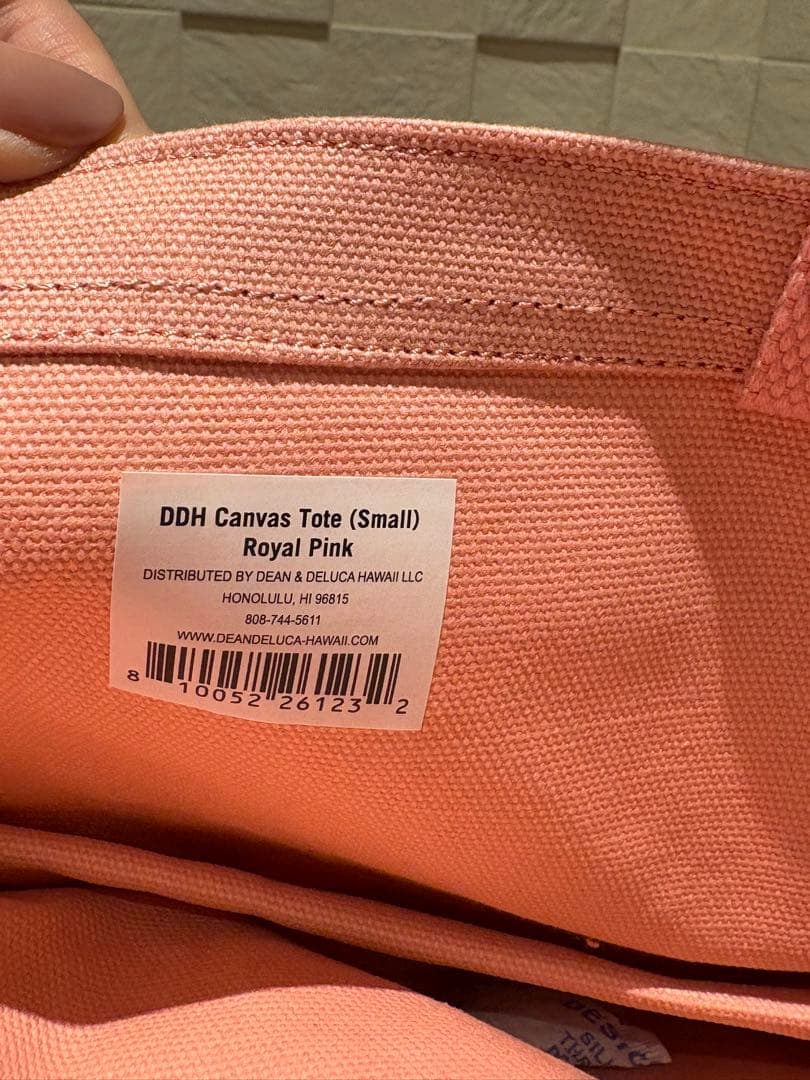 DDH Canvas Tote (Small)
Royal Pink
DISTRIBUTED BY DEAN & DELUCA HAWAII LLC
HONOLULU, HI 96815
808-744-5611
WWW.DEANDELUCA-HAWAII.COM
8 10052 26123 2